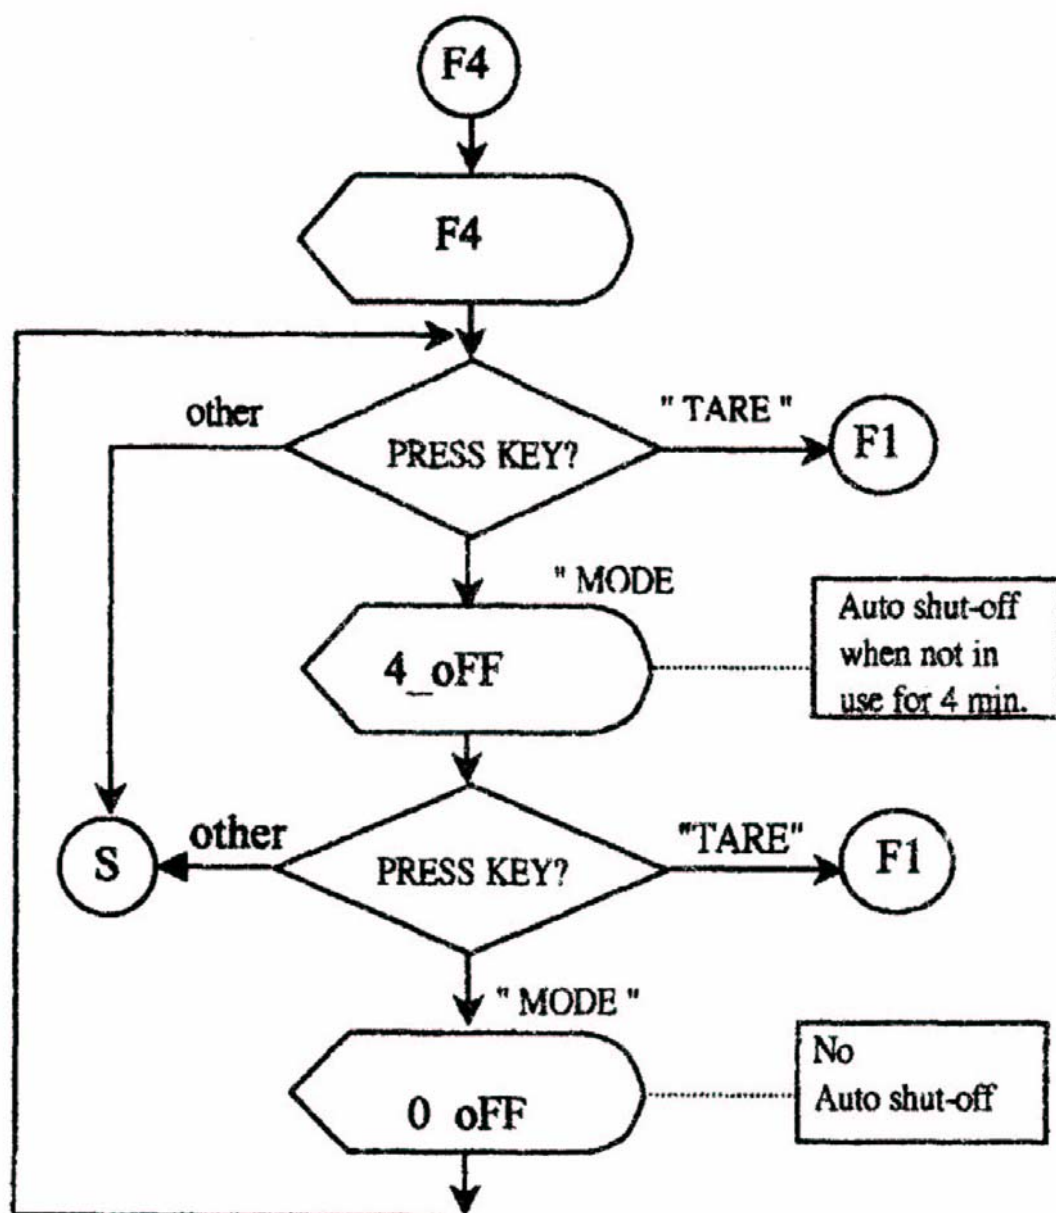 F4
F4
other
" TARE "
PRESS KEY?
F1
" MODE
Auto shut-off
when not in
use for 4 min.
4_oFF
S
other
PRESS KEY?
"TARE"
F1
" MODE "
No
Auto shut-off
0 oFF